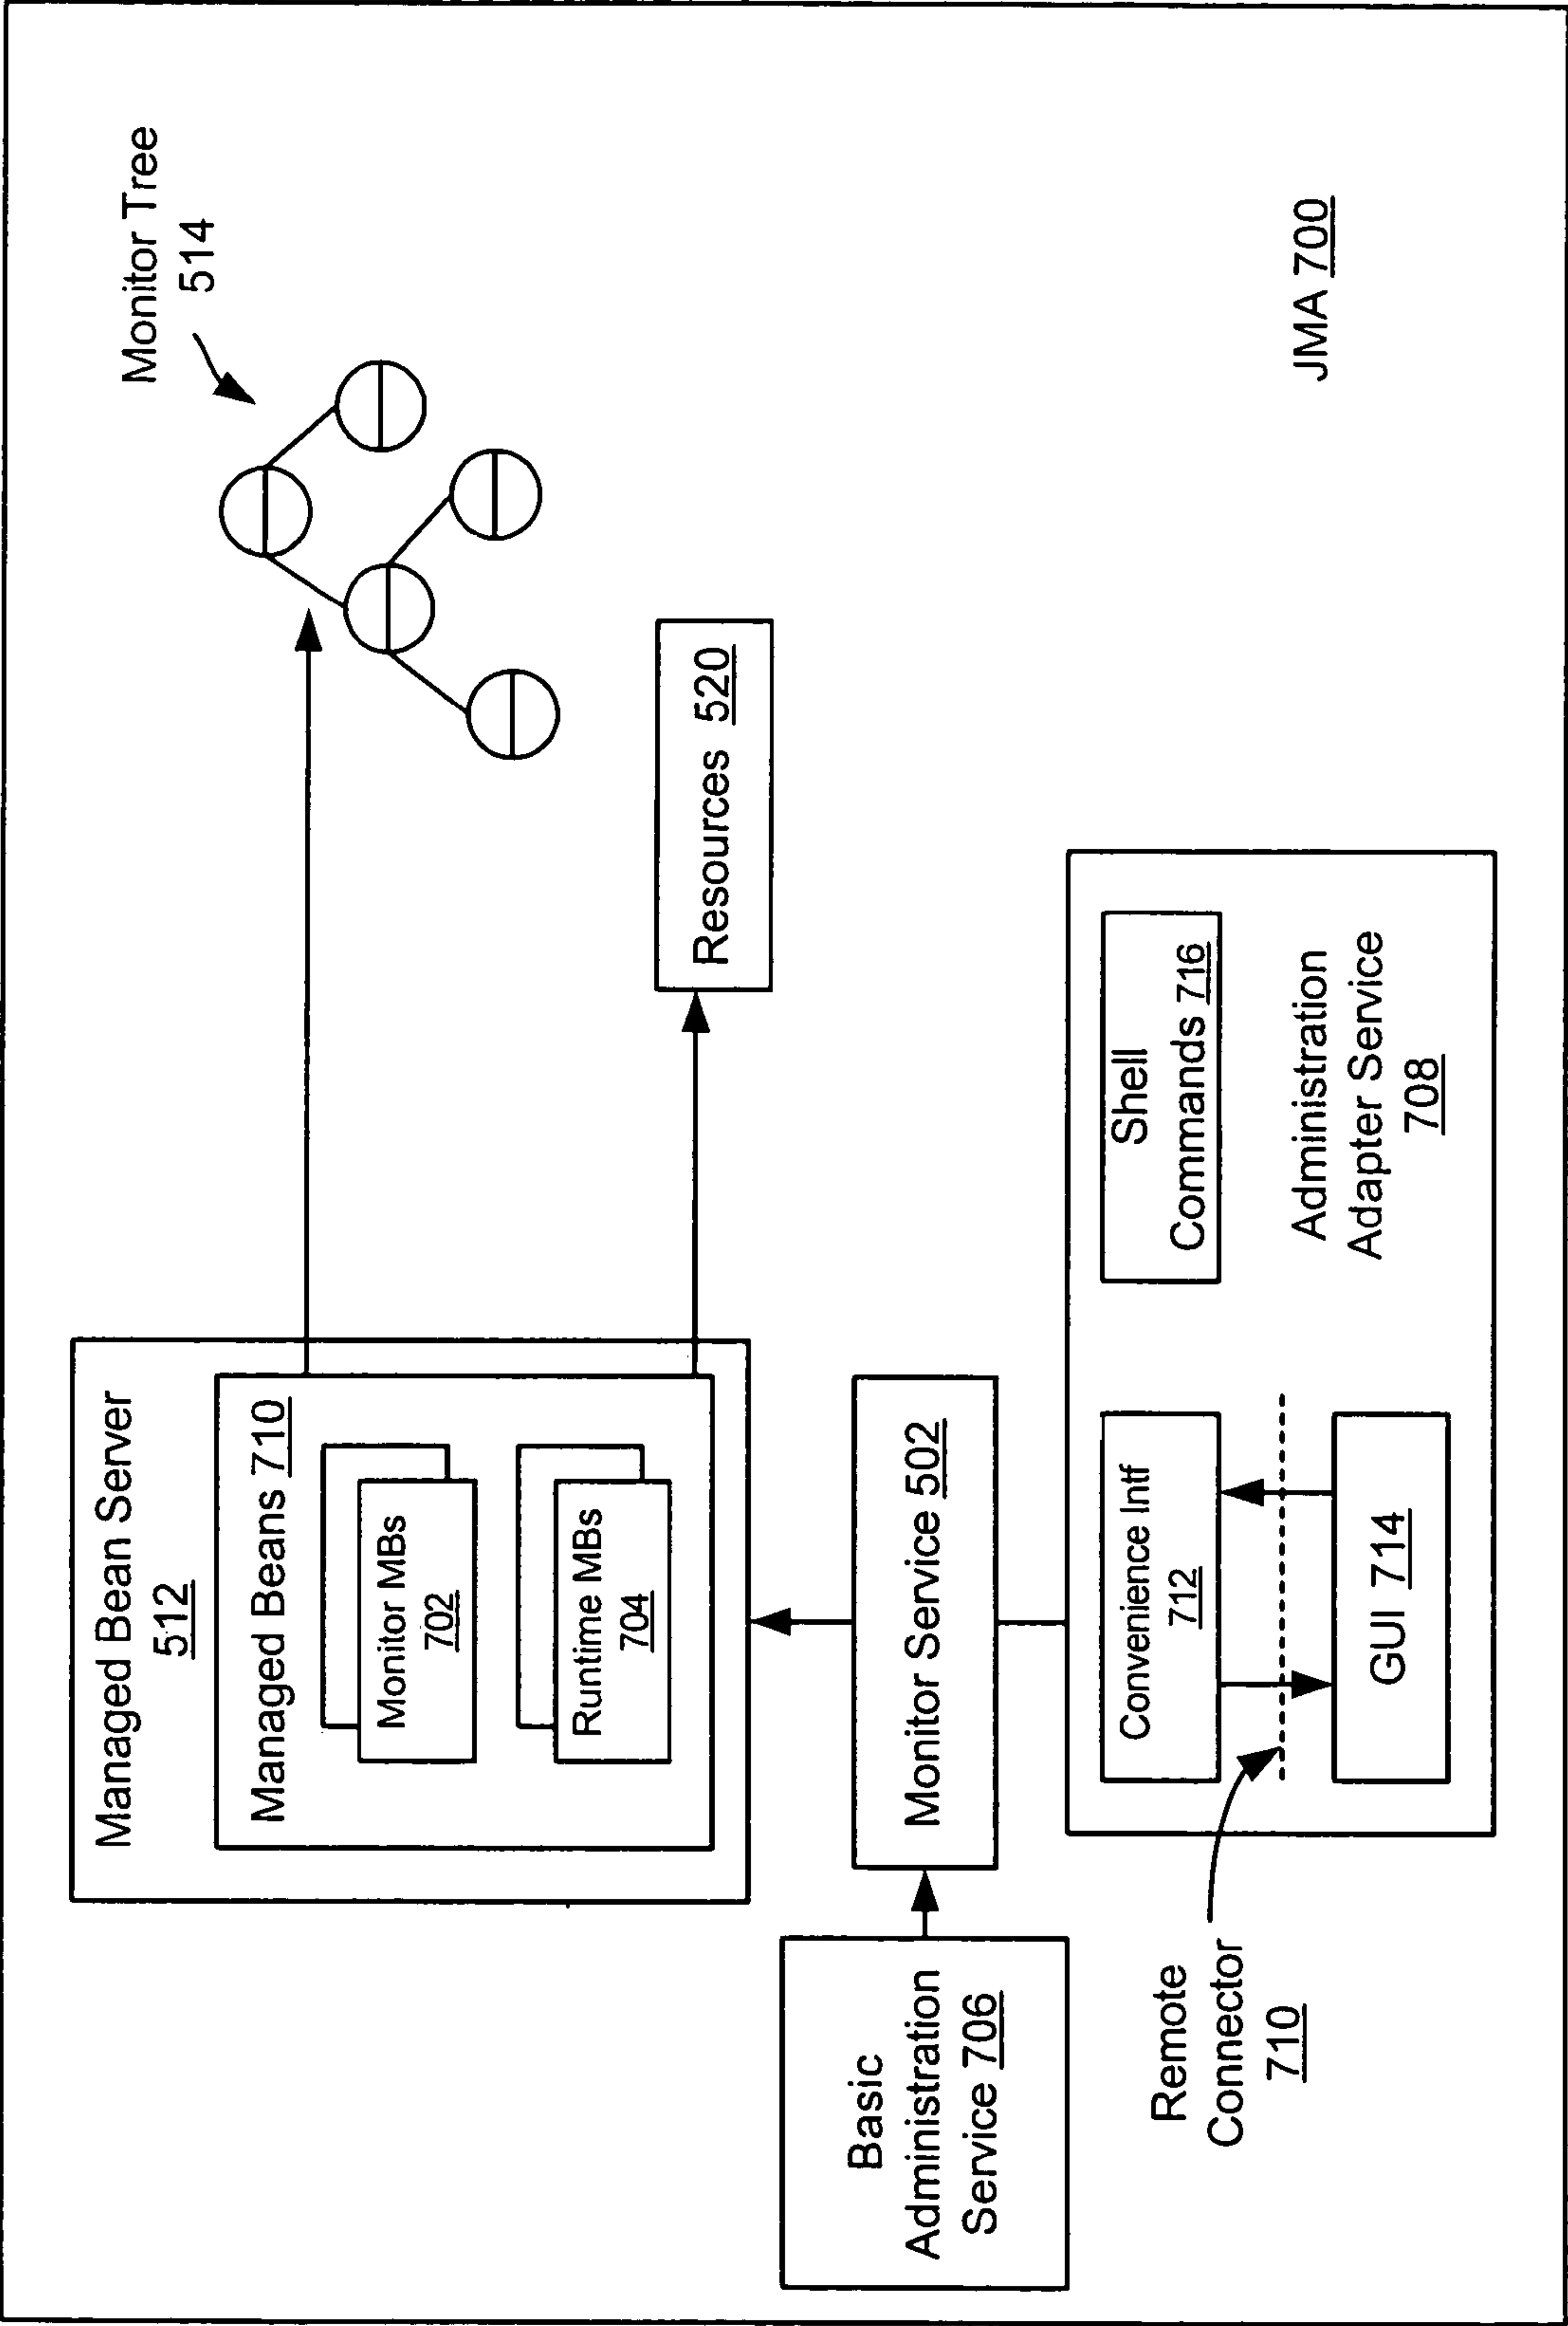 Managed Bean Server
512
Managed Beans 710
Monitor MBs
702
Runtime MBs
704
Monitor Tree
514
Resources 520
Basic
Administration
Service 706
Monitor Service 502
Remote
Connector
710
Convenience Intf
712
GUI 714
Shell
Commands 716
Administration
Adapter Service
708
JMA 700